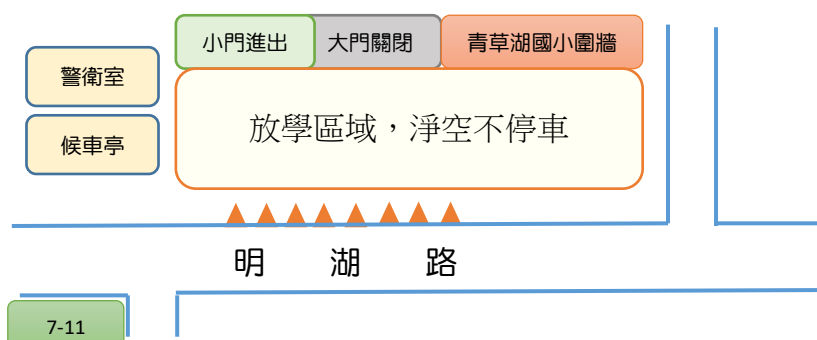 小門進出
大門關閉
青草湖國小圍牆
警衛室
候車亭
放學區域，淨空不停車
明 湖 路
7-11